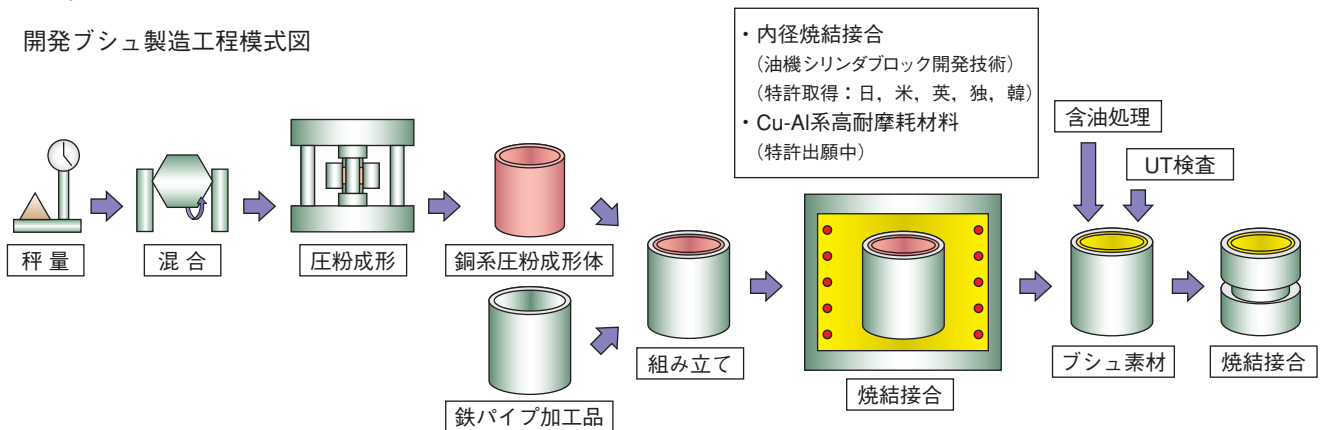 開発ブシュ製造工程模式図
・内径焼結接合
（油機シリンダブロック開発技術）
（特許取得：日，米，英，独，韓）
・Cu-Al系高耐摩耗材料
（特許出願中）
含油処理
UT検査
秤 量
混 合
圧粉成形
銅系圧粉成形体
鉄パイプ加工品
組み立て
焼結接合
ブシュ素材
焼結接合